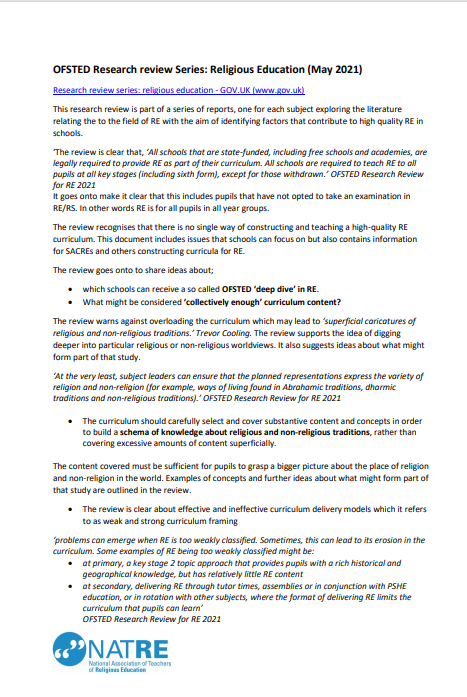 OFSTED Research review Series: Religious Education (May 2021)
Research review series: religious education - GOV.UK (www.gov.uk)
This research review is part of a series of reports, one for each subject exploring the literature
relating the to the field of RE with the aim of identifying factors that contribute to high quality RE in
schools.
'The review is clear that, 'All schools that are state-funded, including free schools and academies, are
legally required to provide RE as part of their curriculum. All schools are required to teach RE to all
pupils at all key stages (including sixth form), except for those withdrawn.' OFSTED Research Review
for RE 2021
It goes onto make it clear that this includes pupils that have not opted to take an examination in
RE/RS. In other words RE is for all pupils in all year groups.
The review recognises that there is no single way of constructing and teaching a high-quality RE
curriculum. This document includes issues that schools can focus on but also contains information
for SACREs and others constructing curricula for RE.
The review goes onto to share ideas about;
• which schools can receive a so called OFSTED 'deep dive' in RE.
• What might be considered 'collectively enough' curriculum content?
The review warns against overloading the curriculum which may lead to 'superficial caricatures of
religious and non-religious traditions.' Trevor Cooling. The review supports the idea of digging
deeper into particular religious or non-religious worldviews. It also suggests ideas about what might
form part of that study.
'At the very least, subject leaders can ensure that the planned representations express the variety of
religion and non-religion (for example, ways of living found in Abrahamic traditions, dharmic
traditions and non-religious traditions).' OFSTED Research Review for RE 2021
• The curriculum should carefully select and cover substantive content and concepts in order
to build a schema of knowledge about religious and non-religious traditions, rather than
covering excessive amounts of content superficially.
The content covered must be sufficient for pupils to grasp a bigger picture about the place of religion
and non-religion in the world. Examples of concepts and further ideas about what might form part of
that study are outlined in the review.
• The review is clear about effective and ineffective curriculum delivery models which it refers
to as weak and strong curriculum framing
'problems can emerge when RE is too weakly classified. Sometimes, this can lead to its erosion in the
curriculum. Some examples of RE being too weakly classified might be:
• at primary, a key stage 2 topic approach that provides pupils with a rich historical and
geographical knowledge, but has relatively little RE content
• at secondary, delivering RE through tutor times, assemblies or in conjunction with PSHE
education, or in rotation with other subjects, where the format of delivering RE limits the
curriculum that pupils can learn'
OFSTED Research Review for RE 2021
NATRE
National Association of Teachers
of Religious Education